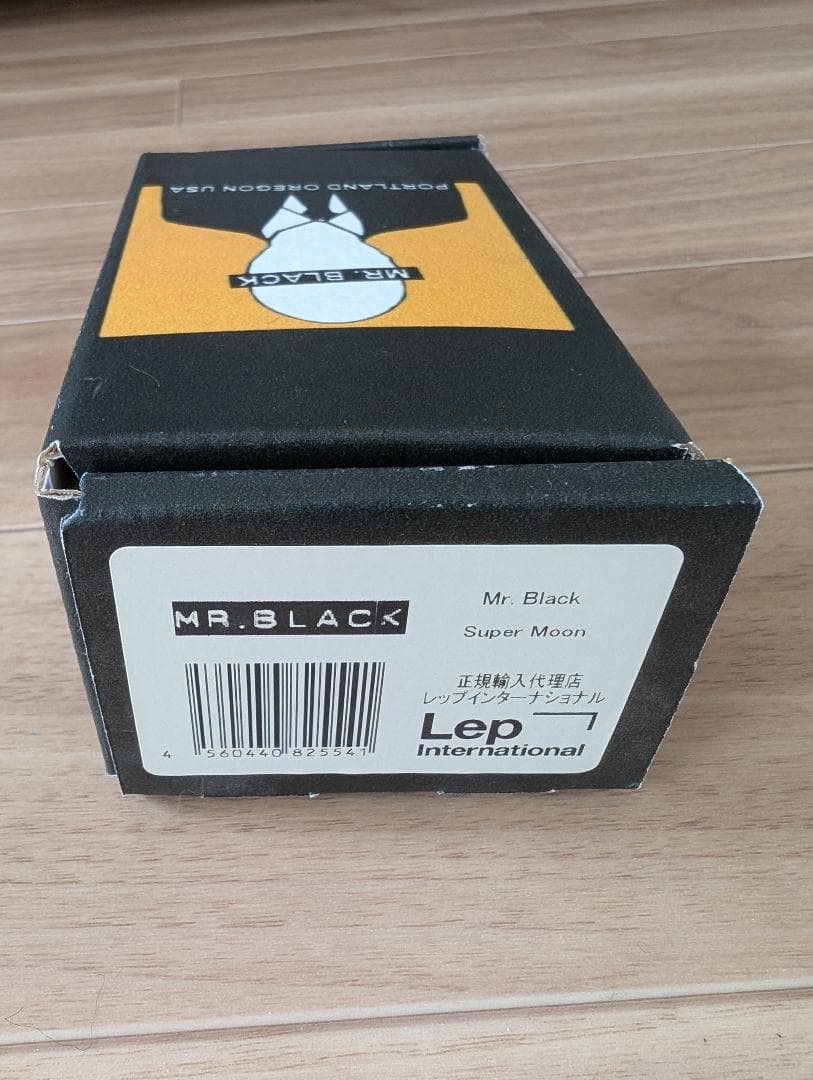 PORTLAND OREGON USA
MR. BLACK
MR.BLACK
Mr. Black
Super Moon
正規輸入代理店
レップインターナショナル
Lep
International
4 560440 825541